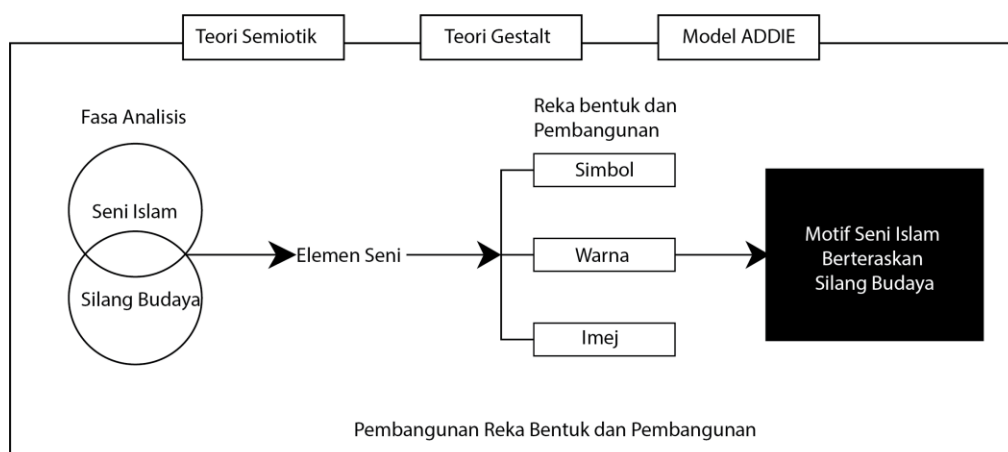 Teori Semiotik
Teori Gestalt
Model ADDIE
Fasa Analisis
Seni Islam
Silang Budaya
Elemen Seni
Reka bentuk dan
Pembangunan
Simbol
Warna
Imej
Motif Seni Islam
Berteraskan
Silang Budaya
Pembangunan Reka Bentuk dan Pembangunan